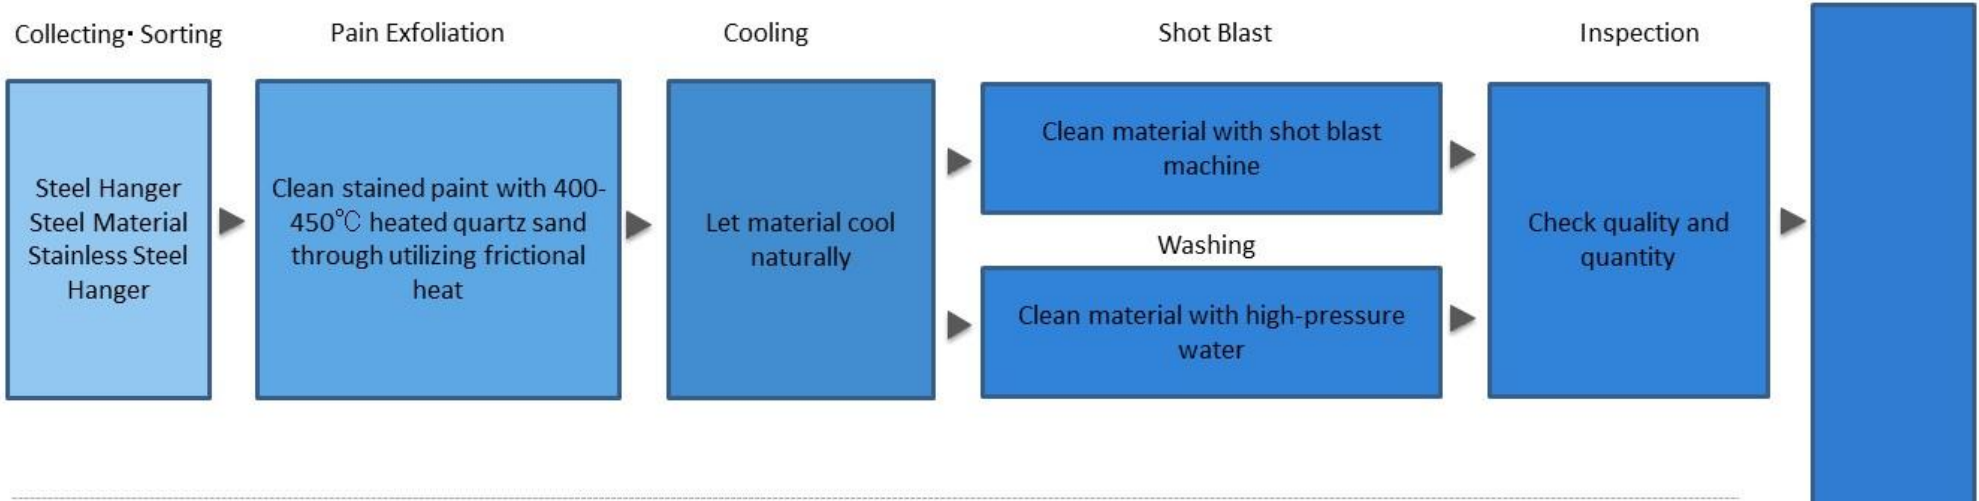 Collecting・Sorting
Steel Hanger
Steel Material
Stainless Steel
Hanger
Pain Exfoliation
Clean stained paint with 400-
450℃ heated quartz sand
through utilizing frictional
heat
Cooling
Let material cool
naturally
Shot Blast
Clean material with shot blast
machine
Washing
Clean material with high-pressure
water
Inspection
Check quality and
quantity